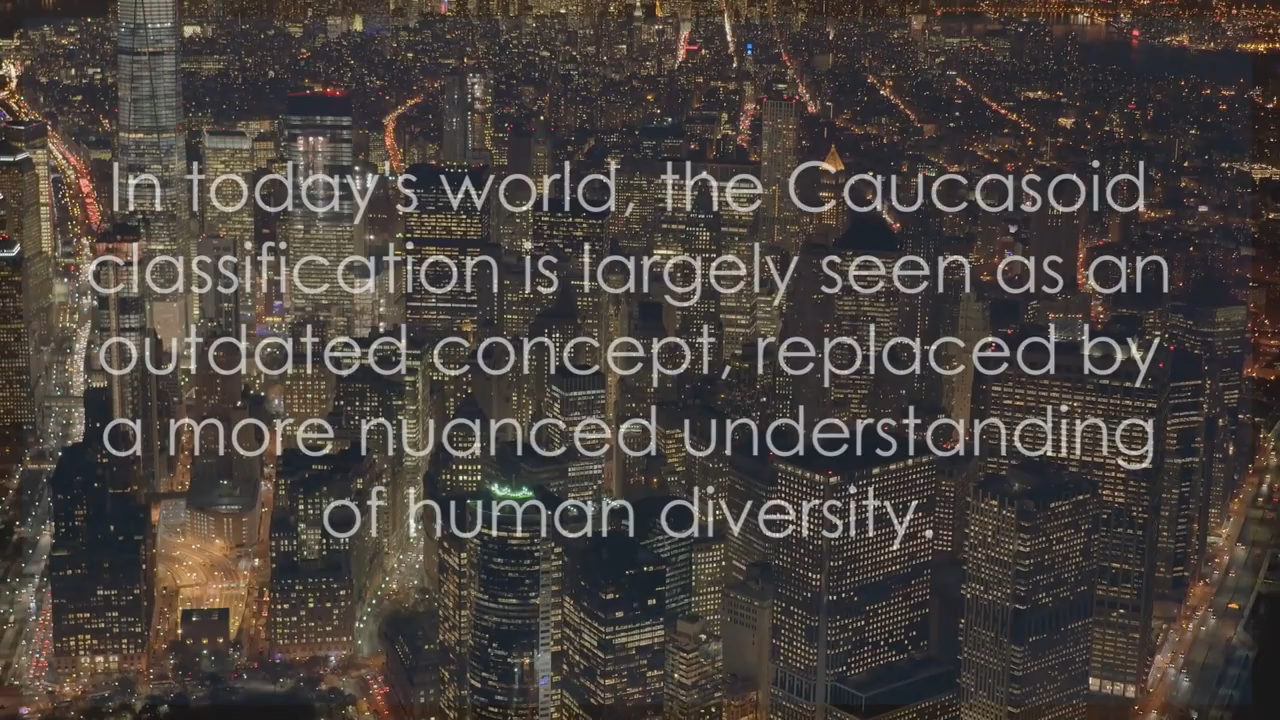 In today's world, the Caucasoid
classification is largely seen as an
outdated concept, replaced by
a more nuanced understanding
of human diversity.